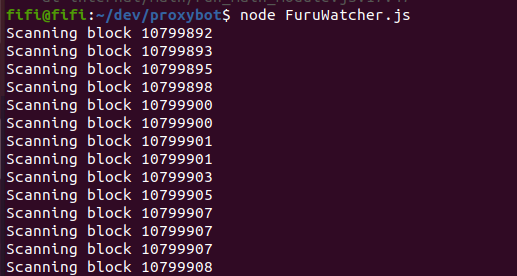 fifi@fifi:~/dev/proxybot$ node FuruWatcher.js
Scanning block 10799892
Scanning block 10799893
Scanning block 10799895
Scanning block 10799898
Scanning block 10799900
Scanning block 10799900
Scanning block 10799901
Scanning block 10799901
Scanning block 10799903
Scanning block 10799905
Scanning block 10799907
Scanning block 10799907
Scanning block 10799907
Scanning block 10799908